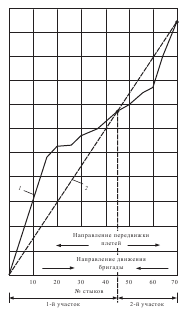 1
2
Направление передвижки
плетей
Направление движения
бригады
10 20 30 40 50 60 70
№ стыков
1-й участок 2-й участок